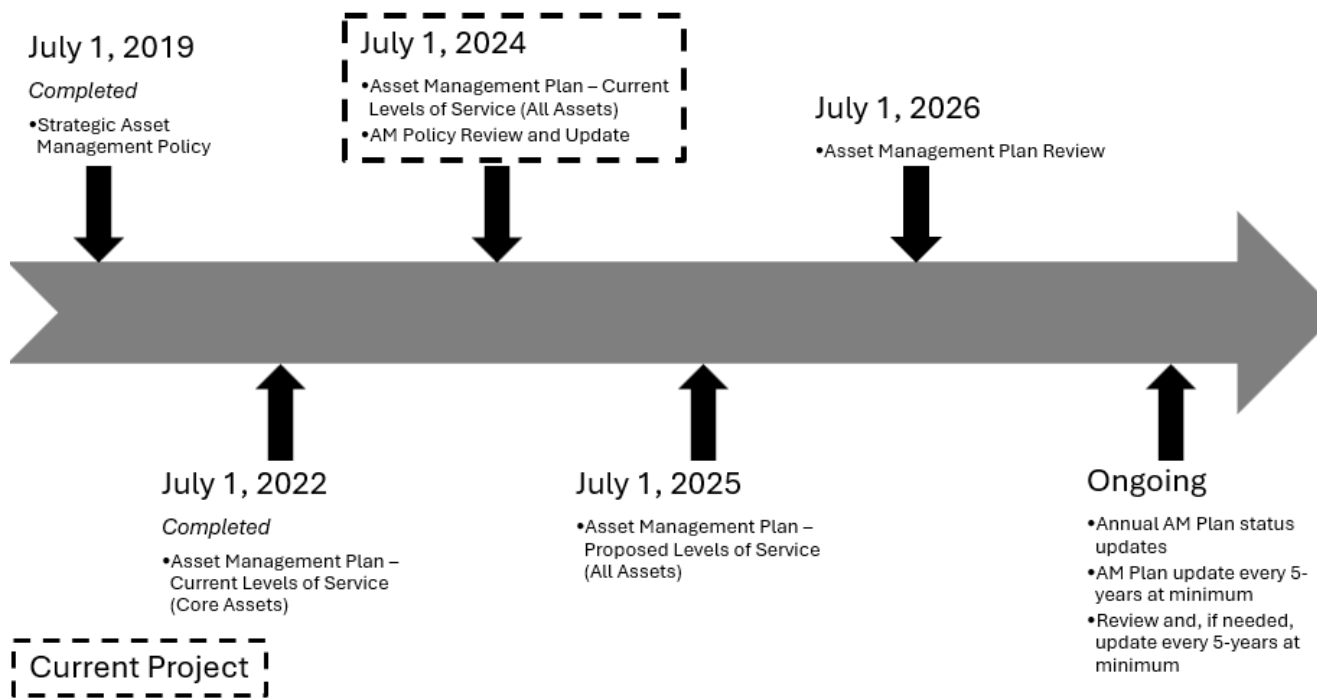 July 1, 2019
Completed
•Strategic Asset
Management Policy
July 1, 2024
•Asset Management Plan – Current
Levels of Service (All Assets)
•AM Policy Review and Update
July 1, 2026
•Asset Management Plan Review
July 1, 2022
Completed
•Asset Management Plan –
Current Levels of Service
(Core Assets)
July 1, 2025
•Asset Management Plan –
Proposed Levels of Service
(All Assets)
Ongoing
•Annual AM Plan status
updates
•AM Plan update every 5-
years at minimum
•Review and, if needed,
update every 5-years at
minimum
Current Project